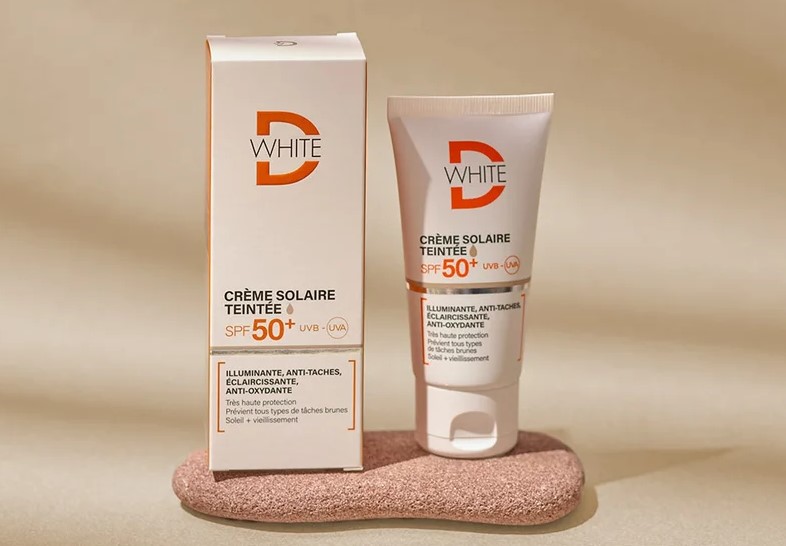 D
WHITE
CRÈME SOLAIRE
TEINTÉE
SPF 50+ UVB - UVA
ILLUMINANTE, ANTI-TACHES,
ÉCLAIRCISSANTE,
ANTI-OXYDANTE
Très haute protection
Prévient tous types de tâches brunes
Soleil + vieillissement
D
WHITE
CRÈME SOLAIRE
TEINTÉE
SPF 50+ UVB - UVA
ILLUMINANTE, ANTI-TACHES,
ÉCLAIRCISSANTE,
ANTI-OXYDANTE
Très haute protection
Prévient tous types
de tâches brunes
Soleil + vieillissement